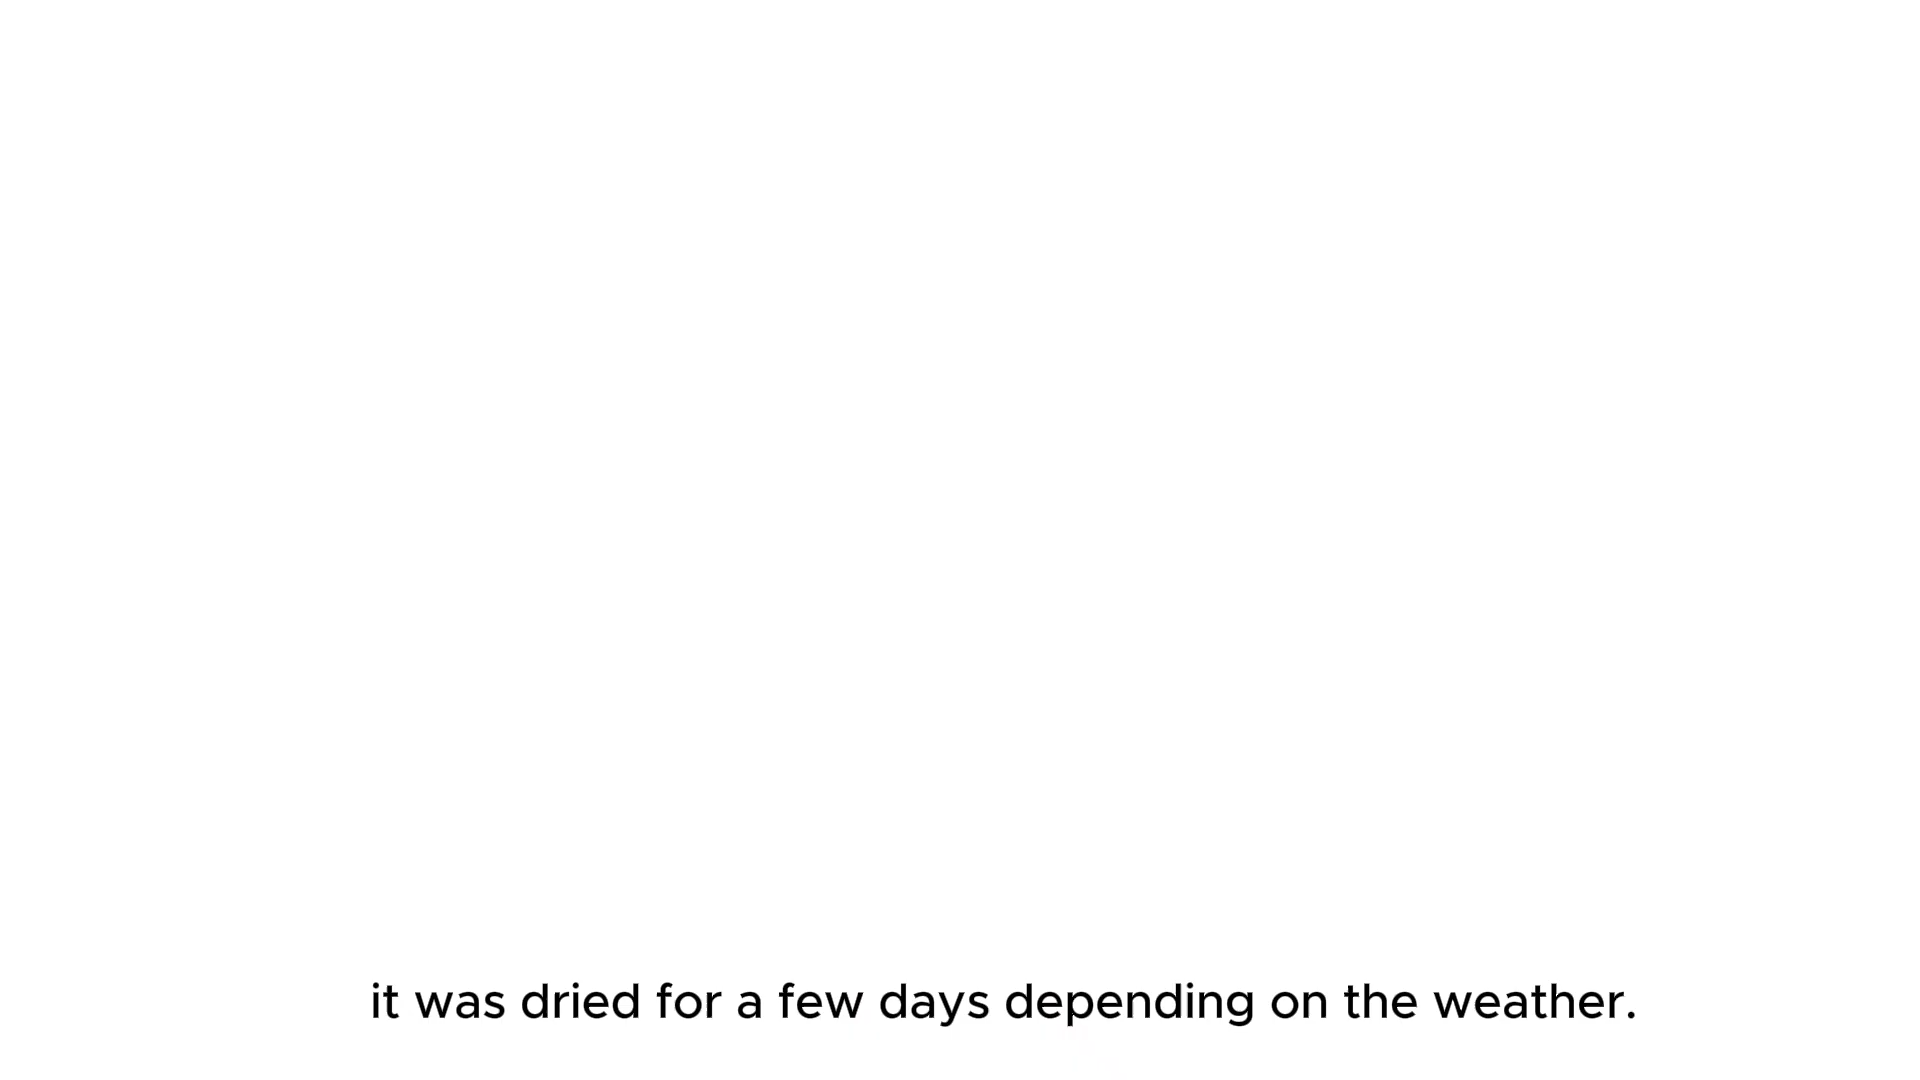 it was dried for a few days depending on the weather.